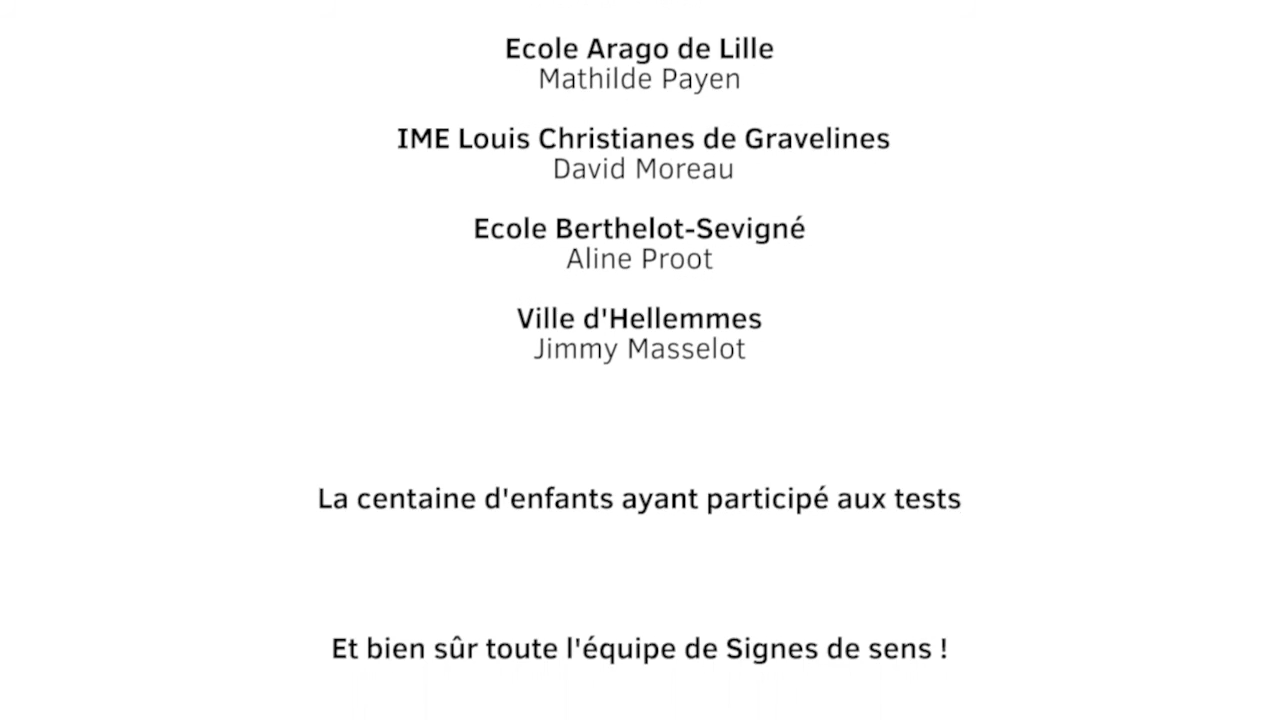 Ecole Arago de Lille
Mathilde Payen
IME Louis Christianes de Gravelines
David Moreau
Ecole Berthelot-Sevigné
Aline Proot
Ville d'Hellemmes
Jimmy Masselot
La centaine d'enfants ayant participé aux tests
Et bien sûr toute l'équipe de Signes de sens !